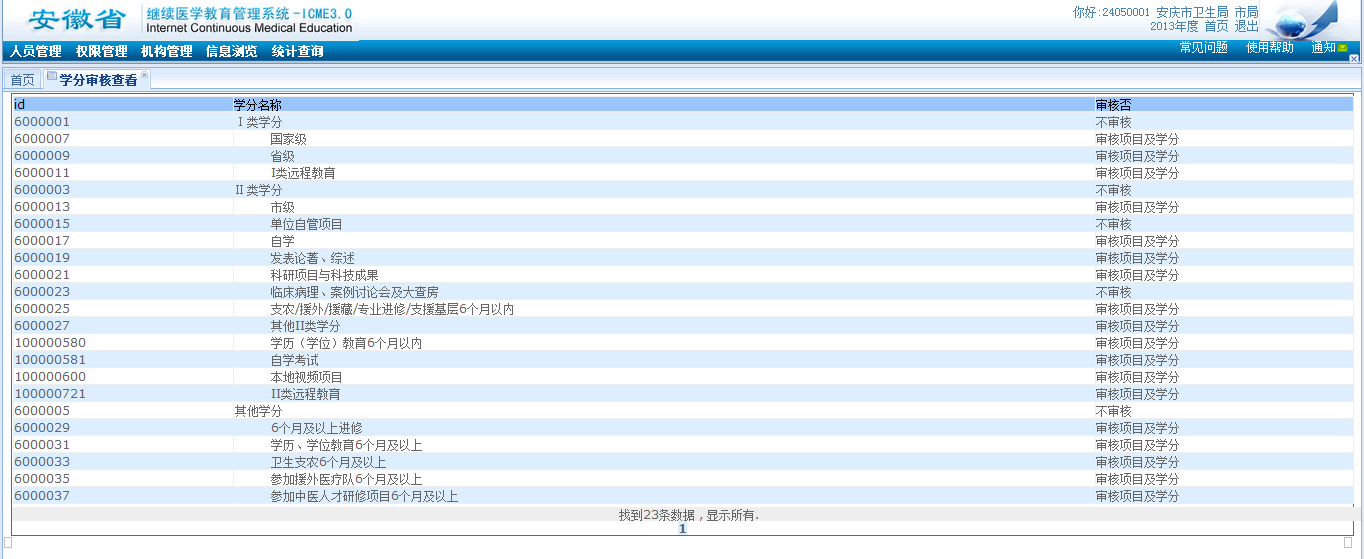 安徽省 继续医学教育管理系统-ICME3.0
Internet Continuous Medical Education
你好:24050001 安庆市卫生局 市局
2013年度 首页 退出
人员管理 权限管理 机构管理 信息浏览 统计查询 常见问题 使用帮助 通知
首页 学分审核查看
id 学分名称 审核否
6000001 Ⅰ类学分 不审核
6000007 国家级 审核项目及学分
6000009 省级 审核项目及学分
6000011 I类远程教育 审核项目及学分
6000003 II 类学分 不审核
6000013 市级 审核项目及学分
6000015 单位自管项目 不审核
6000017 自学 审核项目及学分
6000019 发表论著、综述 审核项目及学分
6000021 科研项目与科技成果 审核项目及学分
6000023 临床病理、案例讨论会及大查房 不审核
6000025 支农/援外/援藏/专业进修/支援基层6个月以内 审核项目及学分
6000027 其他II类学分 审核项目及学分
100000580 学历（学位）教育6个月以内 审核项目及学分
100000581 自学考试 审核项目及学分
100000600 本地视频项目 审核项目及学分
100000721 II类远程教育 审核项目及学分
6000005 其他学分 不审核
6000029 6个月及以上进修 审核项目及学分
6000031 学历、学位教育6个月及以上 审核项目及学分
6000033 卫生支农6个月及以上 审核项目及学分
6000035 参加援外医疗队6个月及以上 审核项目及学分
6000037 参加中医人才研修项目6个月及以上 审核项目及学分
找到23条数据，显示所有.
1